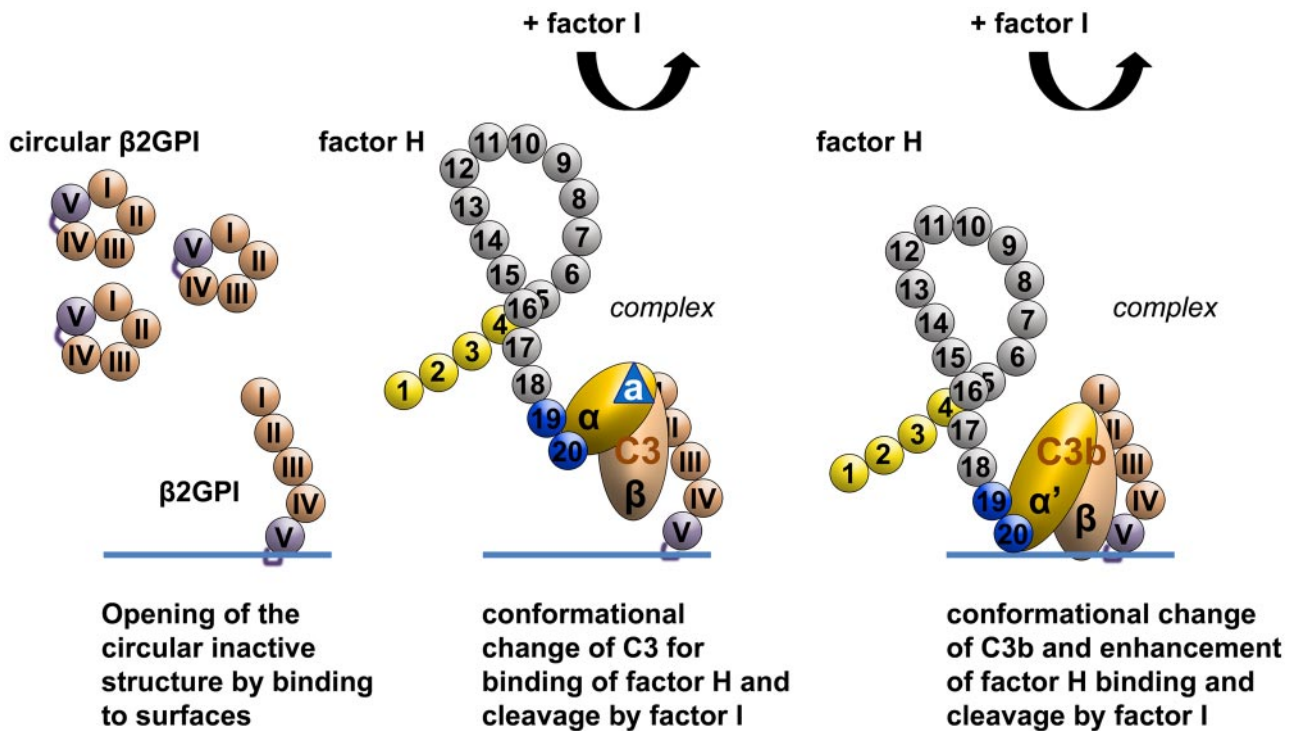 + factor I
+ factor I
circular β2GPI
factor H
factor H
V I II III IV
V I II III IV
V I II III IV
I
II
III
IV
V
β2GPI
1 2 3 4 5 6 7 8 9 10 11 12 13 14 15 16 17 18 19 20
complex
α
a
C3
β
II
III
IV
V
1 2 3 4 5 6 7 8 9 10 11 12 13 14 15 16 17 18 19 20
complex
C3b
α’
β
I
II
III
IV
V
Opening of the
circular inactive
structure by binding
to surfaces
conformational
change of C3 for
binding of factor H and
cleavage by factor I
conformational change
of C3b and enhancement
of factor H binding and
cleavage by factor I